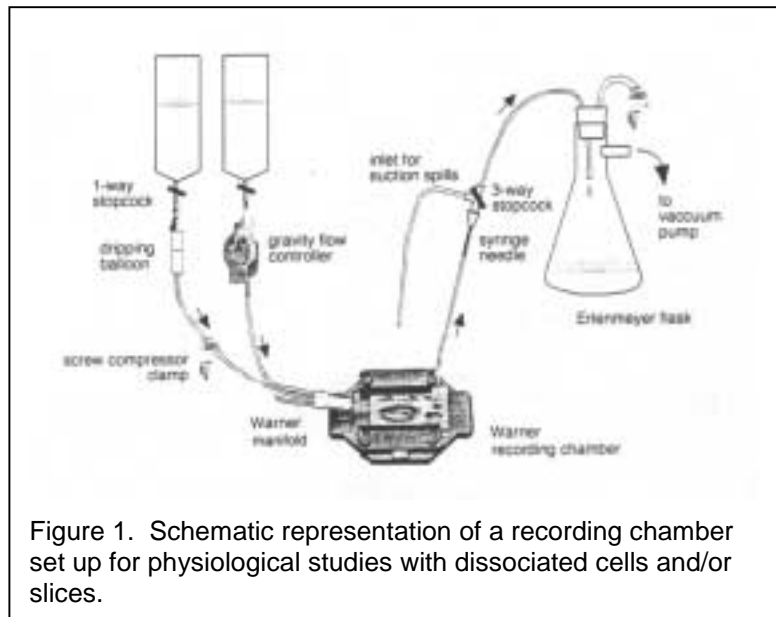 1-way
stopcock
dripping
balloon
gravity flow
controller
screw compressor
clamp
Warner
manifold
inlet for
suction spills
3-way
stopcock
syringe
needle
to
vaccuum
pump
Erlenmeyer flask
Warner
recording chamber
Figure 1. Schematic representation of a recording chamber
set up for physiological studies with dissociated cells and/or
slices.